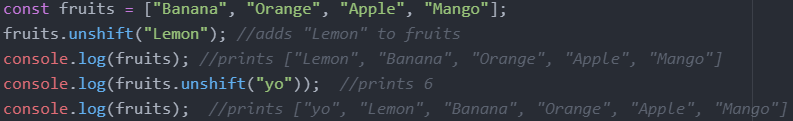 const fruits = ["Banana", "Orange", "Apple", "Mango"];
fruits.unshift("Lemon"); //adds "Lemon" to fruits
console.log(fruits); //prints ["Lemon", "Banana", "Orange", "Apple", "Mango"]
console.log(fruits.unshift("yo"));  //prints 6
console.log(fruits);  //prints ["yo", "Lemon", "Banana", "Orange", "Apple", "Mango"]